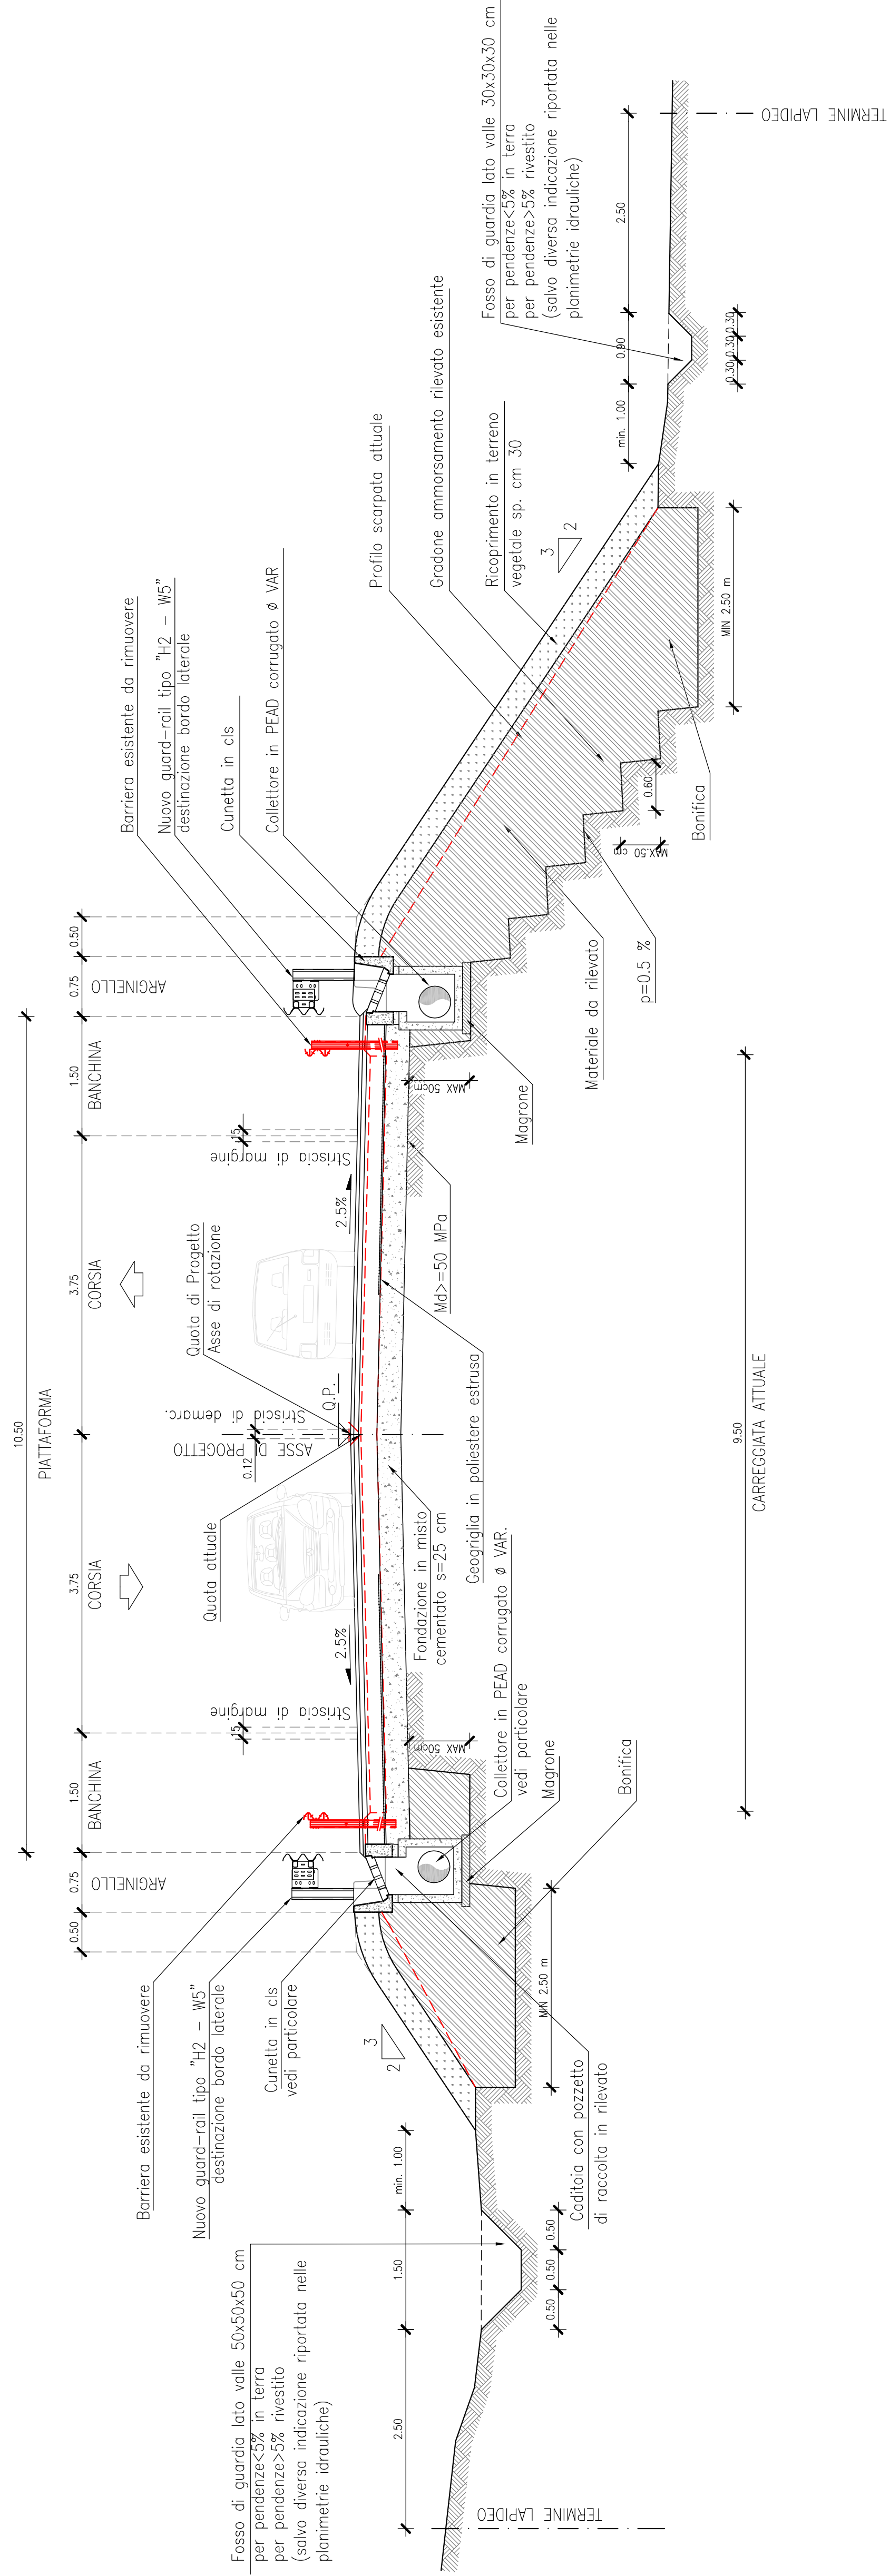 10.50
PIATTAFORMA
0.50
0.75
ARGINELLO
1.50
BANCHINA
3.75
CORSIA
3.75
CORSIA
1.50
BANCHINA
0.75
ARGINELLO
0.50
Barriera esistente da rimuovere
Nuovo guard-rail tipo "H2 - W5"
destinazione bordo laterale
Cunetta in cls
vedi particolare
Fosso di guardia lato valle 50x50x50 cm
per pendenze<5% in terra
per pendenze>5% rivestito
(salvo diversa indicazione riportata nelle
planimetrie idrauliche)
3
2
2.50
1.50
min. 1.00
0.50
0.50
0.50
TERMINE LAPIDEO
MIN 2.50 m
Caditoia con pozzetto
di raccolta in rilevato
Bonifica
Magrone
Collettore in PEAD corrugato ø VAR.
vedi particolare
MAX 50cm
15
Striscia di margine
2.5%
Quota attuale
0.12
ASSE DI PROGETTO
Striscia di demarc.
Quota di Progetto
Asse di rotazione
Q.P.
Fondazione in misto
cementato s=25 cm
Geogriglia in poliestere estrusa
Md>=50 MPa
2.5%
15
Striscia di margine
MAX 50cm
Magrone
9.50
CARREGGIATA ATTUALE
Barriera esistente da rimuovere
Nuovo guard-rail tipo "H2 - W5"
destinazione bordo laterale
Cunetta in cls
Collettore in PEAD corrugato ø VAR
Profilo scarpata attuale
Gradone ammorsamento rilevato esistente
Ricoprimento in terreno
vegetale sp. cm 30
3
2
Materiale da rilevato
p=0.5 %
MAX.50 cm
0.60
Bonifica
MIN 2.50 m
Fosso di guardia lato valle 30x30x30 cm
per pendenze<5% in terra
per pendenze>5% rivestito
(salvo diversa indicazione riportata nelle
planimetrie idrauliche)
min. 1.00
0.90
2.50
0.30
0.30
0.30
TERMINE LAPIDEO